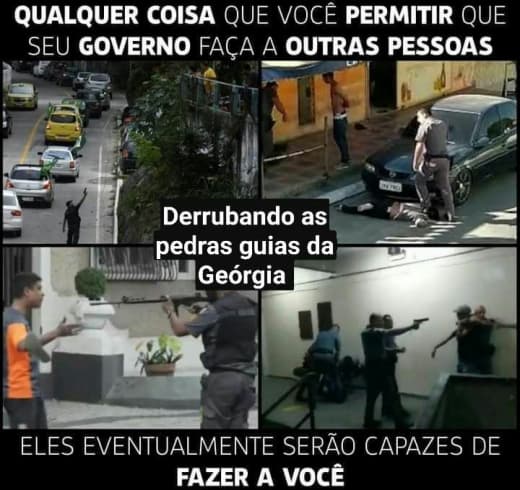 QUALQUER COISA QUE VOCÊ PERMITIR QUE
SEU GOVERNO FAÇA A OUTRAS PESSOAS
Derrubando as
pedras guias da
Geórgia
ELES EVENTUALMENTE SERÃO CAPAZES DE
FAZER A VOCÊ